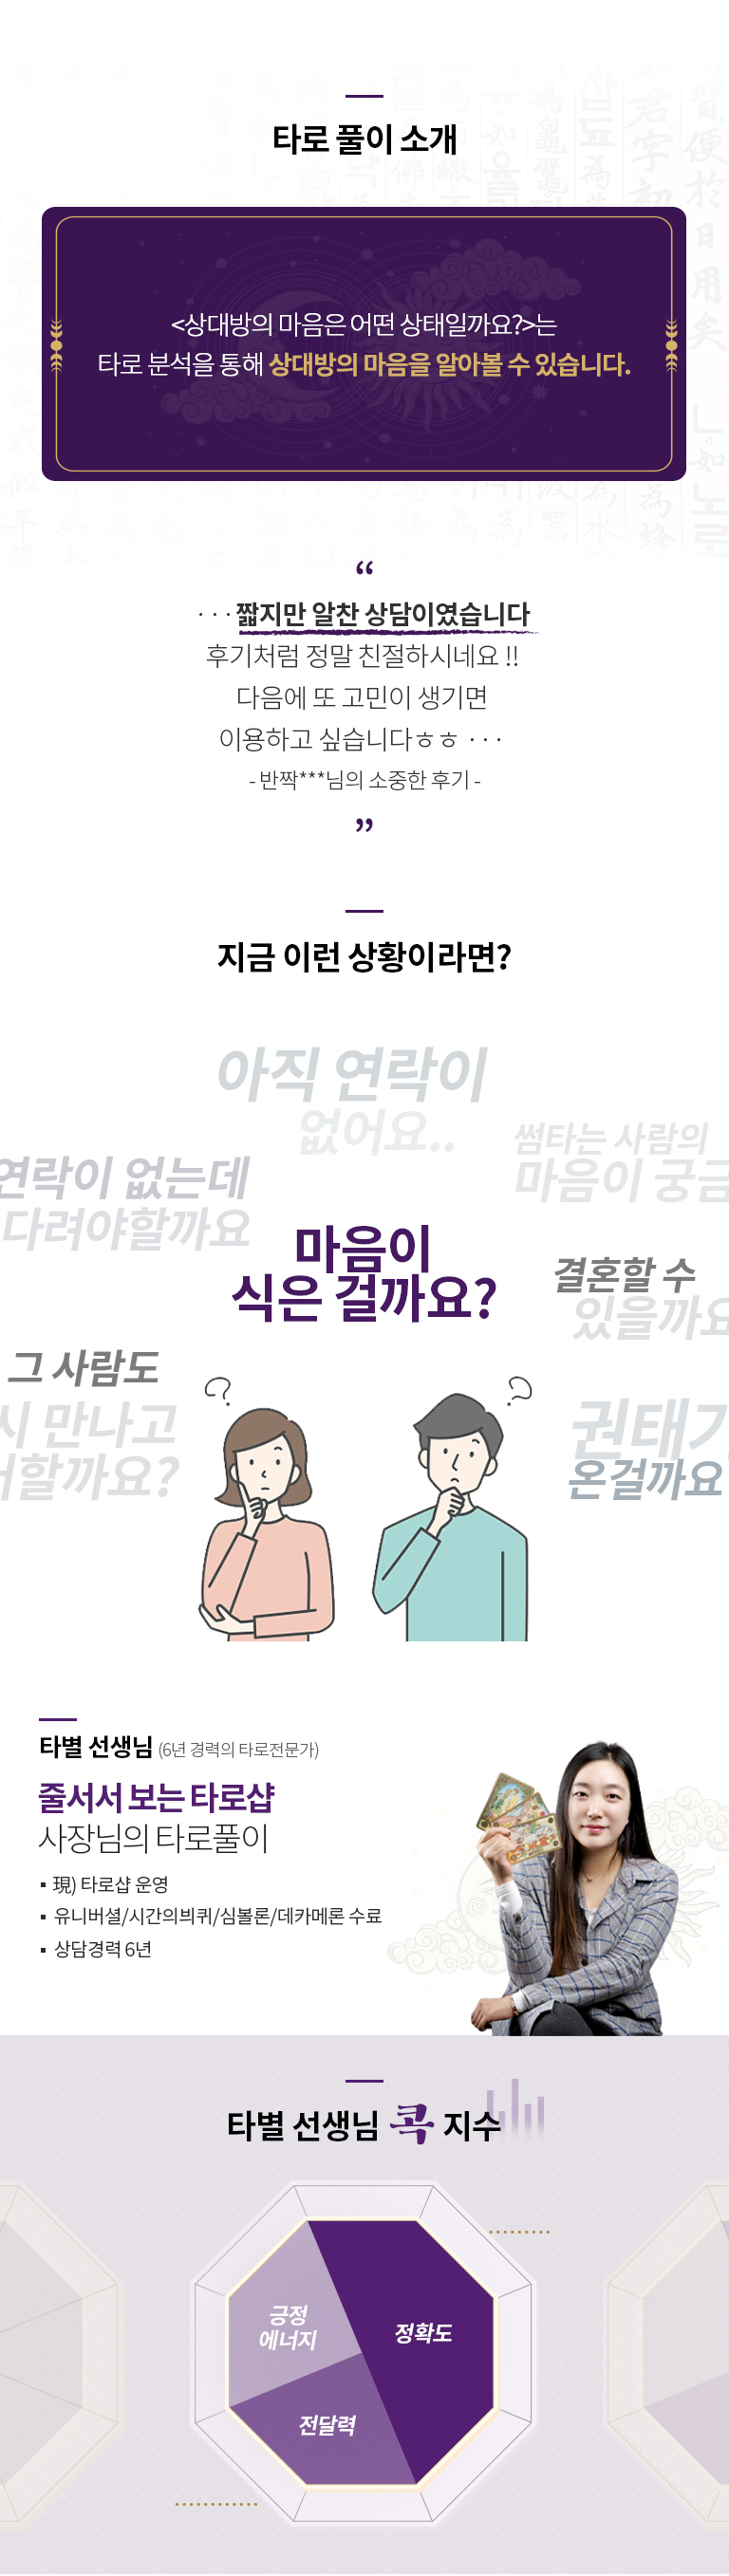 타로 풀이 소개
<상대방의 마음은 어떤 상태일까요?>는
타로 분석을 통해 상대방의 마음을 알아볼 수 있습니다.
“
· · · 짧지만 알찬 상담이였습니다
후기처럼 정말 친절하시네요 !!
다음에 또 고민이 생기면
이용하고 싶습니다ㅎㅎ · · ·
- 반짝***님의 소중한 후기 -
”
지금 이런 상황이라면?
아직 연락이
없어요..
썸타는 사람의
마음이 궁금
연락이 없는데
다려야할까요
마음이
식은 걸까요?
결혼할 수
있을까요
그 사람도
시 만나고
어할까요?
권태기
온걸까요
타별 선생님 (6년 경력의 타로전문가)
줄서서 보는 타로샵
사장님의 타로풀이
▪ 現) 타로샵 운영
▪ 유니버셜/시간의븨퀴/심볼론/데카메론 수료
▪ 상담경력 6년
타별 선생님 콕 지수
긍정
에너지
정확도
전달력